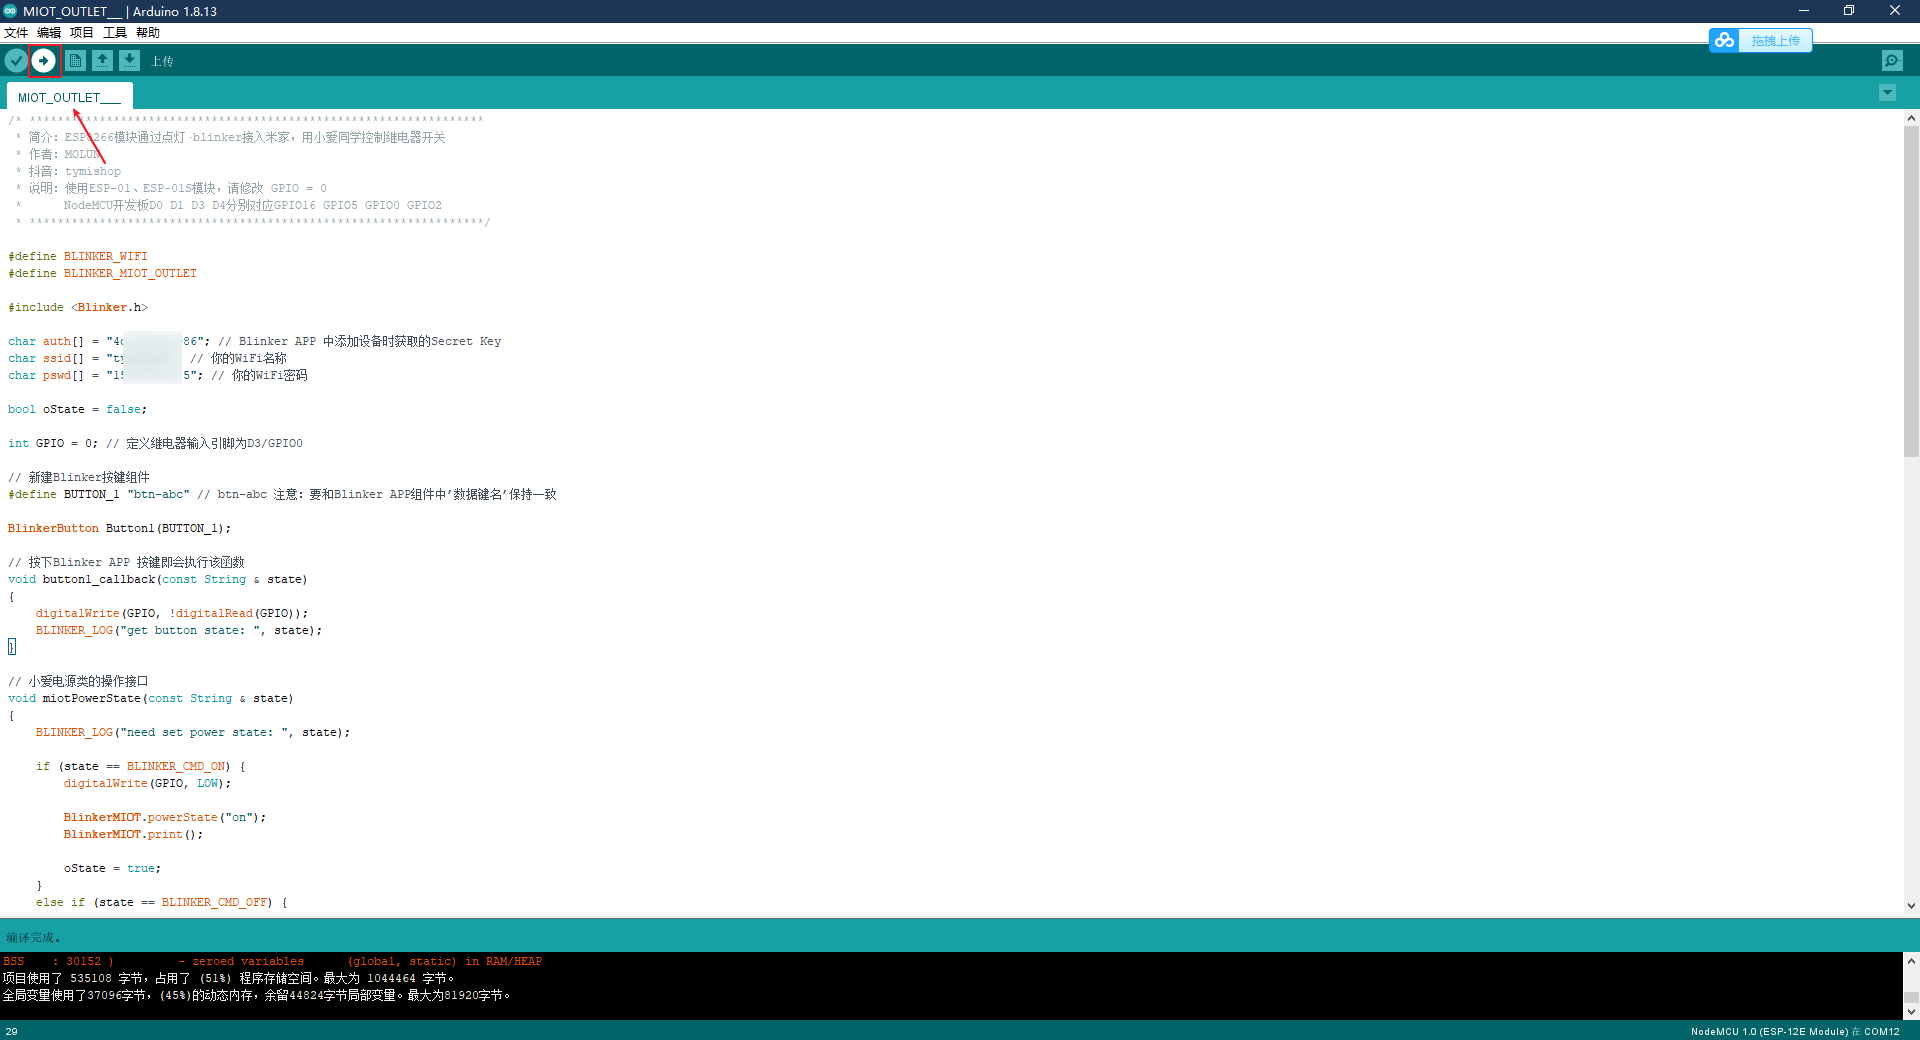 MIOT_OUTLET__ | Arduino 1.8.13
文件 编辑 项目 工具 帮助
拖拽上传
上传
MIOT_OUTLET___
/* *****************************************************************
* 简介: ESP8266模块通过点灯·blinker接入米家，用小爱同学控制继电器开关
* 作者: MOLUN
* 抖音: tymishop
* 说明: 使用ESP-01、ESP-01S模块，请修改 GPIO = 0
* NodeMCU开发板D0 D1 D3 D4分别对应GPIO16 GPIO5 GPIO0 GPIO2
* *****************************************************************/
#define BLINKER_WIFI
#define BLINKER_MIOT_OUTLET
#include <Blinker.h>
char auth[] = "4 86"; // Blinker APP 中添加设备时获取的Secret Key
char ssid[] = "ty // 你的WiFi名称
char pswd[] = "15 5"; // 你的WiFi密码
bool oState = false;
int GPIO = 0; // 定义继电器输入引脚为D3/GPIO0
// 新建Blinker按键组件
#define BUTTON_1 "btn-abc" // btn-abc 注意: 要和Blinker APP组件中'数据键名'保持一致
BlinkerButton Button1(BUTTON_1);
// 按下Blinker APP 按键即会执行该函数
void button1_callback(const String & state)
{
digitalWrite(GPIO, !digitalRead(GPIO));
BLINKER_LOG("get button state: ", state);
}
// 小爱电源类的操作接口
void miotPowerState(const String & state)
{
BLINKER_LOG("need set power state: ", state);
if (state == BLINKER_CMD_ON) {
digitalWrite(GPIO, LOW);
BlinkerMIOT.powerState("on");
BlinkerMIOT.print();
oState = true;
}
else if (state == BLINKER_CMD_OFF) {
编译完成。
BSS : 30152 ) - zeroed variables (global, static) in RAM/HEAP
项目使用了 535108 字节，占用了 (51%) 程序存储空间。最大为 1044464 字节。
全局变量使用了37096字节，(45%)的动态内存，余留44824字节局部变量。最大为81920字节。
29
NodeMCU 1.0 (ESP-12E Module) 在 COM12